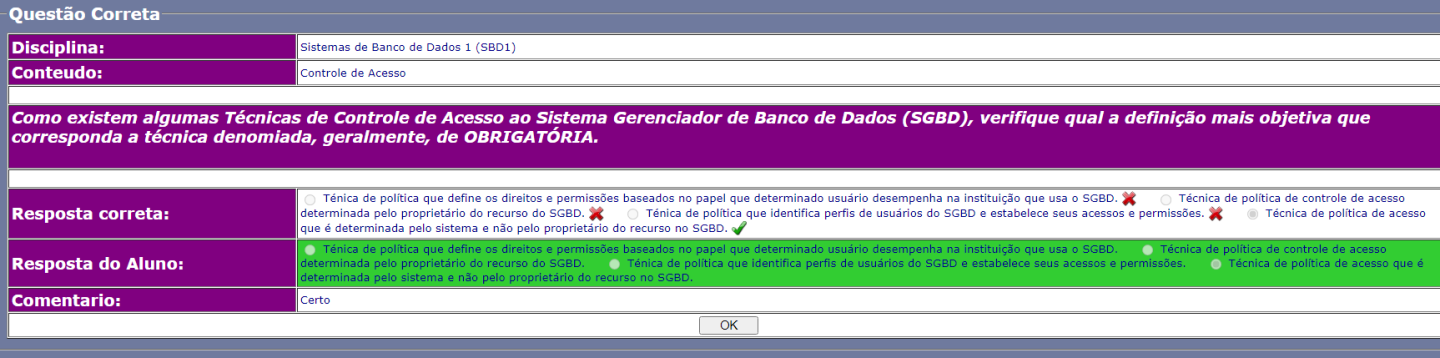 Questão Correta
Disciplina: Sistemas de Banco de Dados 1 (SBD1)
Conteudo: Controle de Acesso
Como existem algumas Técnicas de Controle de Acesso ao Sistema Gerenciador de Banco de Dados (SGBD), verifique qual a definição mais objetiva que
corresponda a técnica denomiada, geralmente, de OBRIGATÓRIA.
Resposta correta:
Ténica de política que define os direitos e permissões baseados no papel que determinado usuário desempenha na instituição que usa o SGBD. Técnica de política de controle de acesso
determinada pelo proprietário do recurso do SGBD. Ténica de política que identifica perfis de usuários do SGBD e estabelece seus acessos e permissões. Técnica de política de acesso
que é determinada pelo sistema e não pelo proprietário do recurso no SGBD.
Resposta do Aluno:
Ténica de política que define os direitos e permissões baseados no papel que determinado usuário desempenha na instituição que usa o SGBD. Técnica de política de controle de acesso
determinada pelo proprietário do recurso do SGBD. Ténica de política que identifica perfis de usuários do SGBD e estabelece seus acessos e permissões. Técnica de política de acesso que é
determinada pelo sistema e não pelo proprietário do recurso no SGBD.
Comentario: Certo
OK